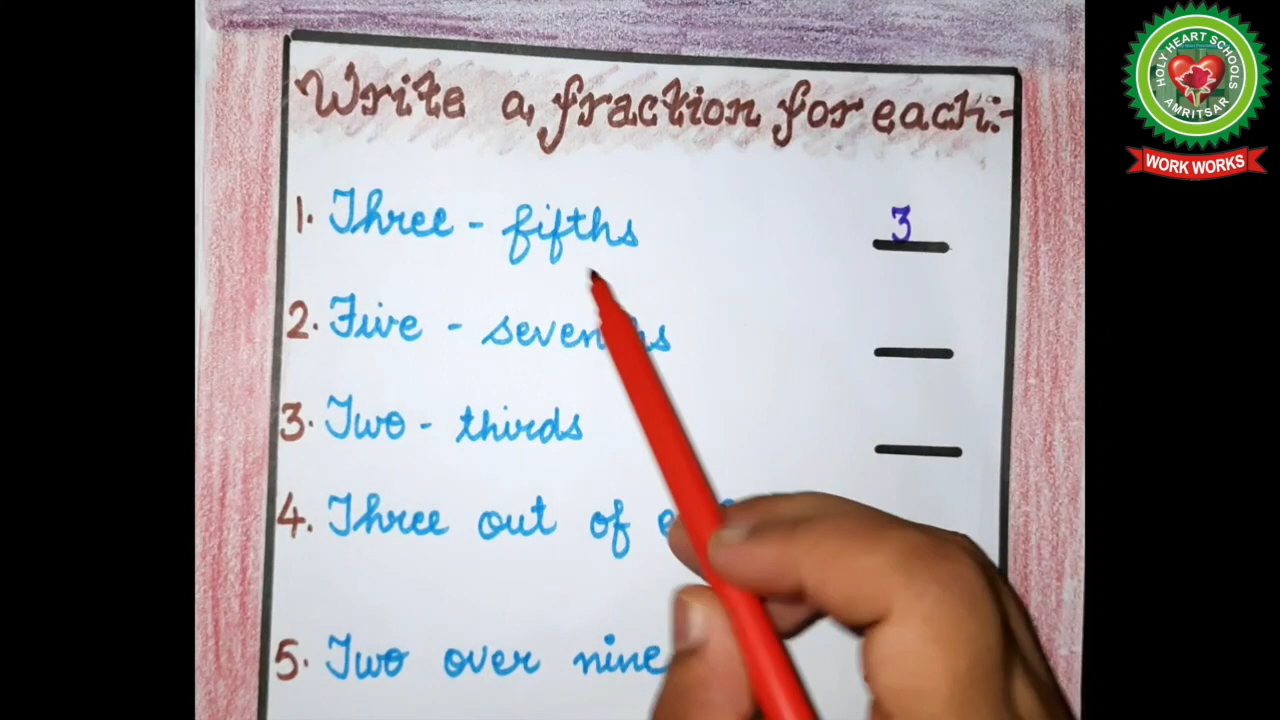 Write a fraction for each:-
1. Three - fifths 3
2. Five - sevenths
3. Two - thirds
4. Three out of
5. Two over nine
HOLY HEART SCHOOLS
AMRITSAR
WORK WORKS